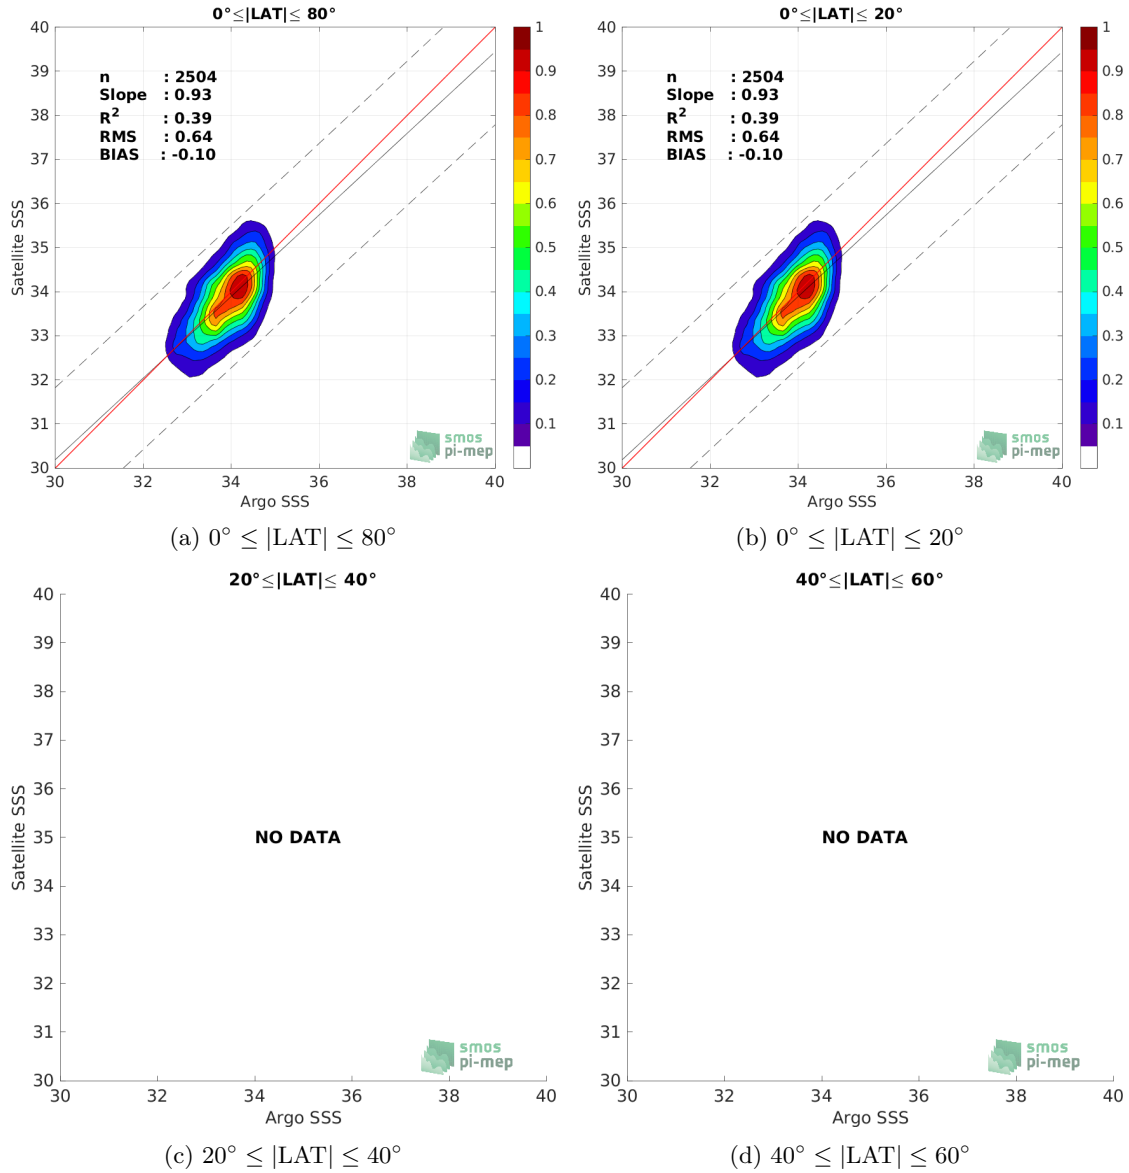 0°≤|LAT|≤ 80°
40
39
38
37
36
35
34
33
32
31
30
Satellite SSS
n : 2504
Slope : 0.93
R² : 0.39
RMS : 0.64
BIAS : -0.10
smos
pi-mep
30 32 34 36 38 40
Argo SSS
1
0.9
0.8
0.7
0.6
0.5
0.4
0.3
0.2
0.1
(a) 0° ≤ |LAT| ≤ 80°
0°≤|LAT|≤ 20°
40
39
38
37
36
35
34
33
32
31
30
Satellite SSS
n : 2504
Slope : 0.93
R² : 0.39
RMS : 0.64
BIAS : -0.10
smos
pi-mep
30 32 34 36 38 40
Argo SSS
1
0.9
0.8
0.7
0.6
0.5
0.4
0.3
0.2
0.1
(b) 0° ≤ |LAT| ≤ 20°
20°≤|LAT|≤ 40°
40
39
38
37
36
35
34
33
32
31
30
Satellite SSS
NO DATA
smos
pi-mep
30 32 34 36 38 40
Argo SSS
(c) 20° ≤ |LAT| ≤ 40°
40°≤|LAT|≤ 60°
40
39
38
37
36
35
34
33
32
31
30
Satellite SSS
NO DATA
smos
pi-mep
30 32 34 36 38 40
Argo SSS
(d) 40° ≤ |LAT| ≤ 60°